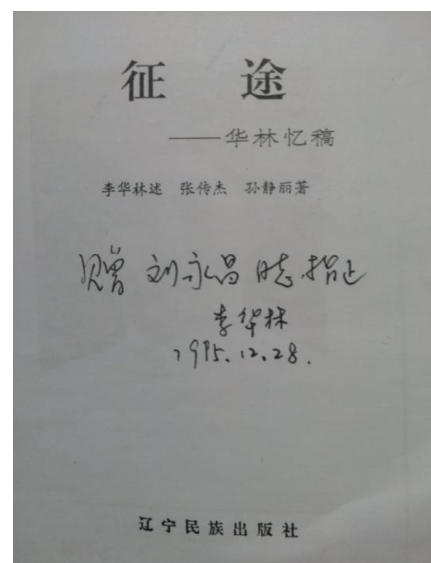 征 途
——华林忆稿
李华林述 张传杰 孙静丽著
赠 刘永昌 同志指正
李华林
1995.12.28.
辽宁民族出版社